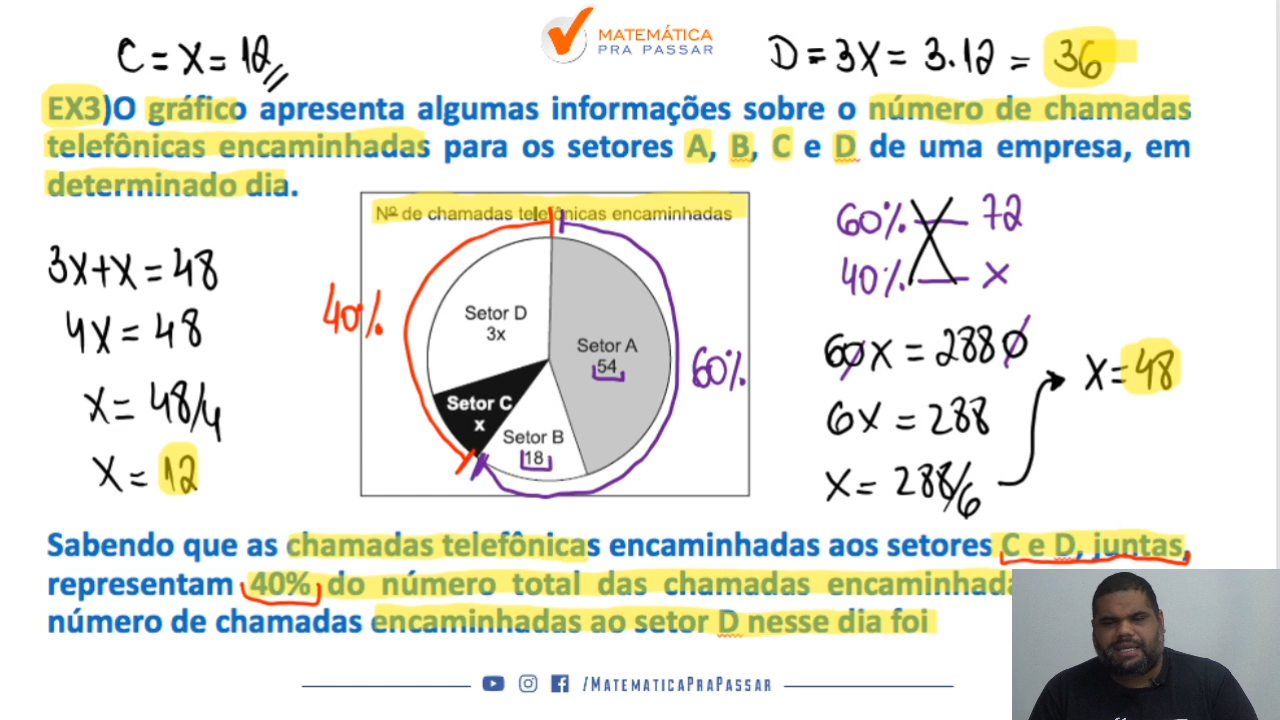 MATEMÁTICA
PRA PASSAR
C = X = 12
D = 3X = 3.12 = 36
EX3)O gráfico apresenta algumas informações sobre o número de chamadas
telefônicas encaminhadas para os setores A, B, C e D de uma empresa, em
determinado dia.
3X+X = 48
4X = 48
X = 48/4
X = 12
Nº de chamadas telefônicas encaminhadas
40%
Setor D
3x
Setor A
54
Setor C
x
Setor B
18
60%
60% 72
40% X
60X = 2880
6X = 288
X = 288/6
X = 48
Sabendo que as chamadas telefônicas encaminhadas aos setores C e D, juntas,
representam 40% do número total das chamadas
número de chamadas encaminhadas ao setor D nesse dia foi
/MATEMATICAPRAPASSAR